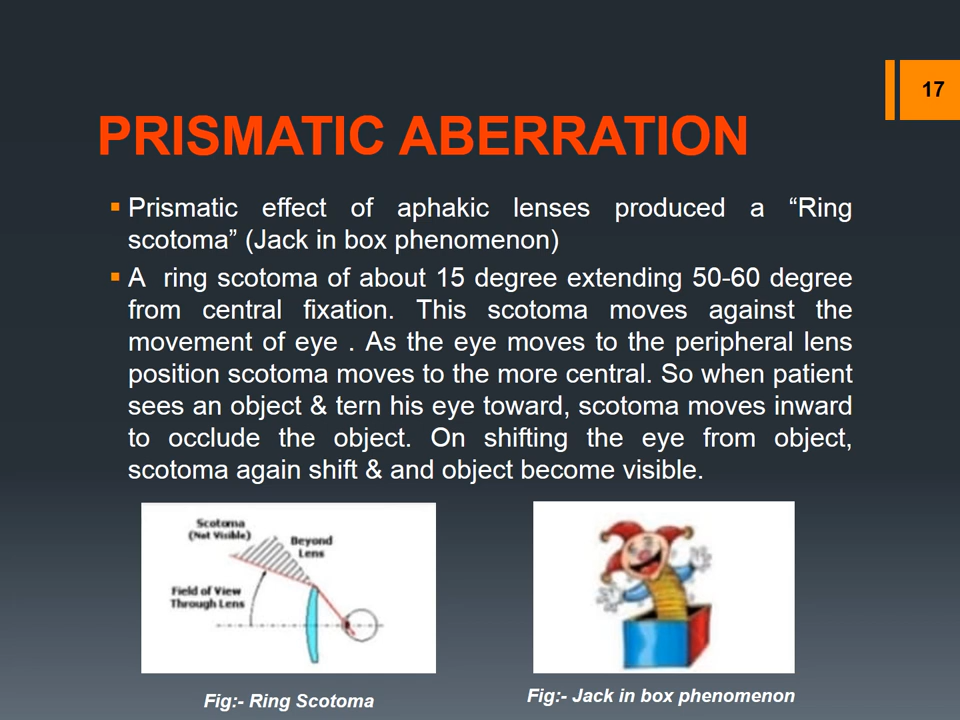 17
PRISMATIC ABERRATION
▪ Prismatic effect of aphakic lenses produced a “Ring
scotoma” (Jack in box phenomenon)
▪ A ring scotoma of about 15 degree extending 50-60 degree
from central fixation. This scotoma moves against the
movement of eye . As the eye moves to the peripheral lens
position scotoma moves to the more central. So when patient
sees an object & tern his eye toward, scotoma moves inward
to occlude the object. On shifting the eye from object,
scotoma again shift & and object become visible.
Scotoma
(Not Visible)
Beyond
Lens
Field of View
Through Lens
Fig:- Ring Scotoma
Fig:- Jack in box phenomenon